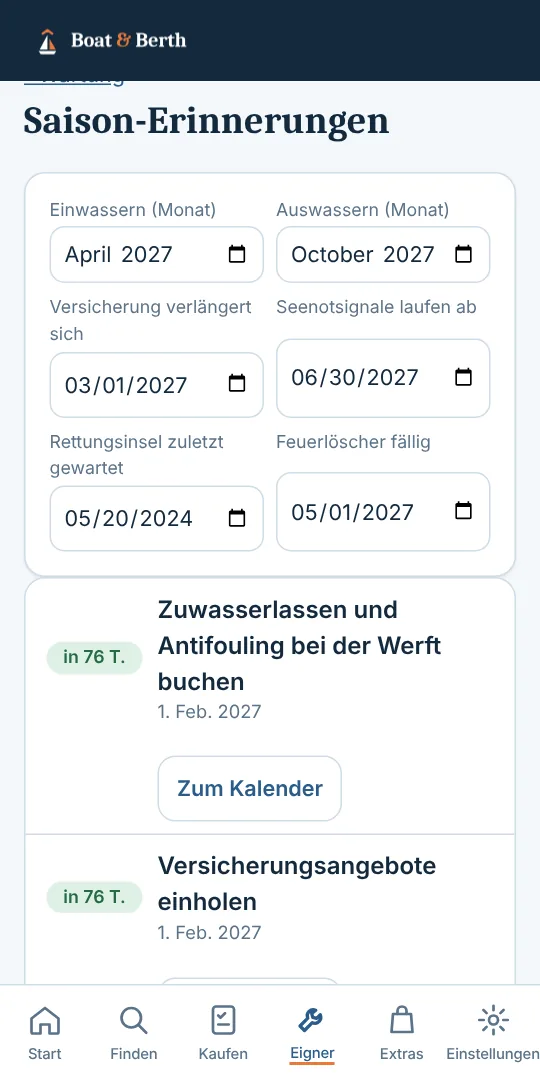 Boat & Berth
Saison-Erinnerungen
Einwassern (Monat)
Auswassern (Monat)
April 2027
October 2027
Versicherung verlängert
sich
Seenotsignale laufen ab
03/01/2027
06/30/2027
Rettungsinsel zuletzt
gewartet
Feuerlöscher fällig
05/20/2024
05/01/2027
in 76 T.
Zuwasserlassen und
Antifouling bei der Werft
buchen
1. Feb. 2027
Zum Kalender
in 76 T.
Versicherungsangebote
einholen
1. Feb. 2027
Start
Finden
Kaufen
Eigner
Extras
Einstellungen